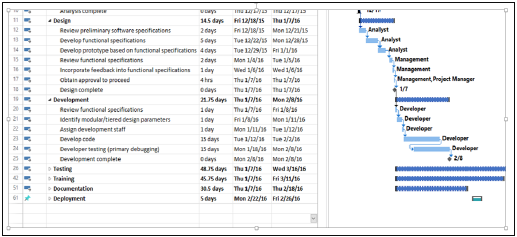 Analysis complete 0 days Thu 12/17/15 Thu 12/17/15 12/17
11 Design 14.5 days Fri 12/18/15 Thu 1/7/16
12 Review preliminary software specifications 2 days Fri 12/18/15 Mon 12/21/15 Analyst
13 Develop functional specifications 5 days Tue 12/22/15 Mon 12/28/15 Analyst
14 Develop prototype based on functional specifications 4 days Tue 12/29/15 Fri 1/1/16 Analyst
15 Review functional specifications 2 days Mon 1/4/16 Tue 1/5/16 Management
16 Incorporate feedback into functional specifications 1 day Wed 1/6/16 Wed 1/6/16 Management
17 Obtain approval to proceed 4 hrs Thu 1/7/16 Thu 1/7/16 Management, Project Manager
18 Design complete 0 days Thu 1/7/16 Thu 1/7/16 1/7
19 Development 21.75 days Thu 1/7/16 Mon 2/8/16
20 Review functional specifications 1 day Thu 1/7/16 Fri 1/8/16 Developer
21 Identify modular/tiered design parameters 1 day Fri 1/8/16 Mon 1/11/16 Developer
22 Assign development staff 1 day Mon 1/11/16 Tue 1/12/16 Developer
23 Develop code 15 days Tue 1/12/16 Tue 2/2/16 Developer
24 Developer testing (primary debugging) 15 days Mon 1/18/16 Mon 2/8/16 Developer
25 Development complete 0 days Mon 2/8/16 Mon 2/8/16 2/8
26 Testing 48.75 days Thu 1/7/16 Wed 3/16/16
42 Training 45.75 days Thu 1/7/16 Fri 3/11/16
51 Documentation 30.5 days Thu 1/7/16 Thu 2/18/16
61 Deployment 5 days Mon 2/22/16 Fri 2/26/16